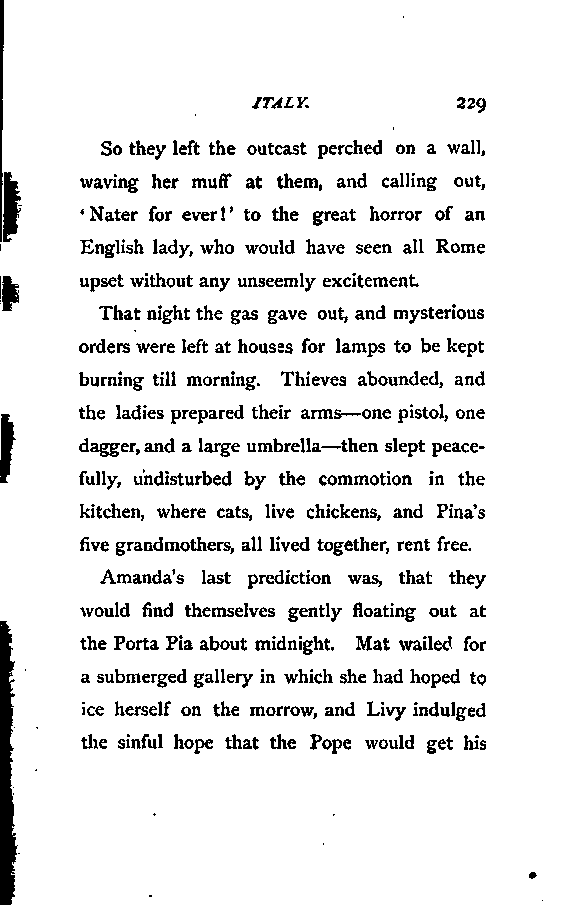 ITALY. 229
So they left the outcast perched on a wall,
waving her muff at them, and calling out,
‘Nater for ever!’ to the great horror of an
English lady, who would have seen all Rome
upset without any unseemly excitement.
That night the gas gave out, and mysterious
orders were left at houses for lamps to be kept
burning till morning. Thieves abounded, and
the ladies prepared their arms—one pistol, one
dagger, and a large umbrella—then slept peace-
fully, undisturbed by the commotion in the
kitchen, where cats, live chickens, and Pina’s
five grandmothers, all lived together, rent free.
Amanda’s last prediction was, that they
would find themselves gently floating out at
the Porta Pia about midnight. Mat wailed for
a submerged gallery in which she had hoped to
ice herself on the morrow, and Livy indulged
the sinful hope that the Pope would get his